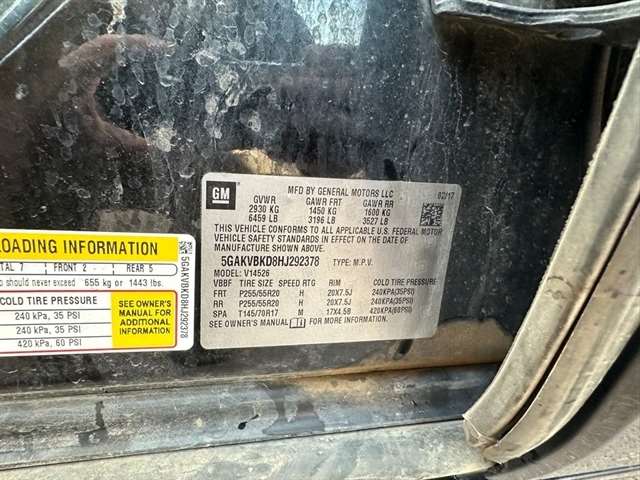 GM
MFD BY GENERAL MOTORS LLC 02/17
GVWR GAWR FRT GAWR RR
2930 KG 1450 KG 1600 KG
6459 LB 3196 LB 3527 LB
THIS VEHICLE CONFORMS TO ALL APPLICABLE U.S. FEDERAL MOTOR
VEHICLE SAFETY STANDARDS IN EFFECT ON THE DATE OF
MANUFACTURE SHOWN ABOVE.
5GAKVBKD8HJ292378 TYPE: M.P.V.
MODEL: V14526
VBBF TIRE SIZE SPEED RTG RIM COLD TIRE PRESSURE
FRT P255/55R20 H 20X7.5J 240KPA(35PSI)
RR P255/55R20 H 20X7.5J 240KPA(35PSI)
SPA T145/70R17 M 17X4.5B 420KPA(60PSI)
SEE OWNER'S MANUAL FOR MORE INFORMATION.
LOADING INFORMATION
TAL 7 FRONT 2 REAR 5
o should never exceed 655 kg or 1443 lbs.
COLD TIRE PRESSURE
240 kPa, 35 PSI
240 kPa, 35 PSI
420 kPa, 60 PSI
SEE OWNER'S
MANUAL FOR
ADDITIONAL
INFORMATION
5GAKVBKD8HJ292378